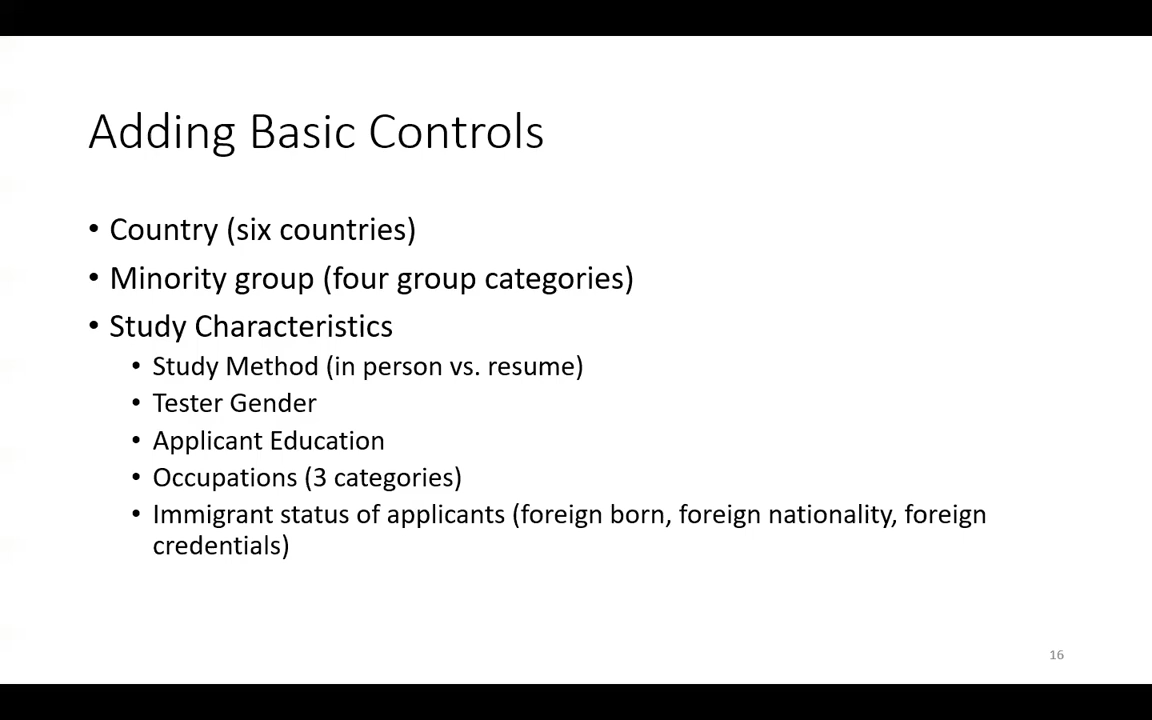 Adding Basic Controls
• Country (six countries)
• Minority group (four group categories)
• Study Characteristics
• Study Method (in person vs. resume)
• Tester Gender
• Applicant Education
• Occupations (3 categories)
• Immigrant status of applicants (foreign born, foreign nationality, foreign
credentials)
16